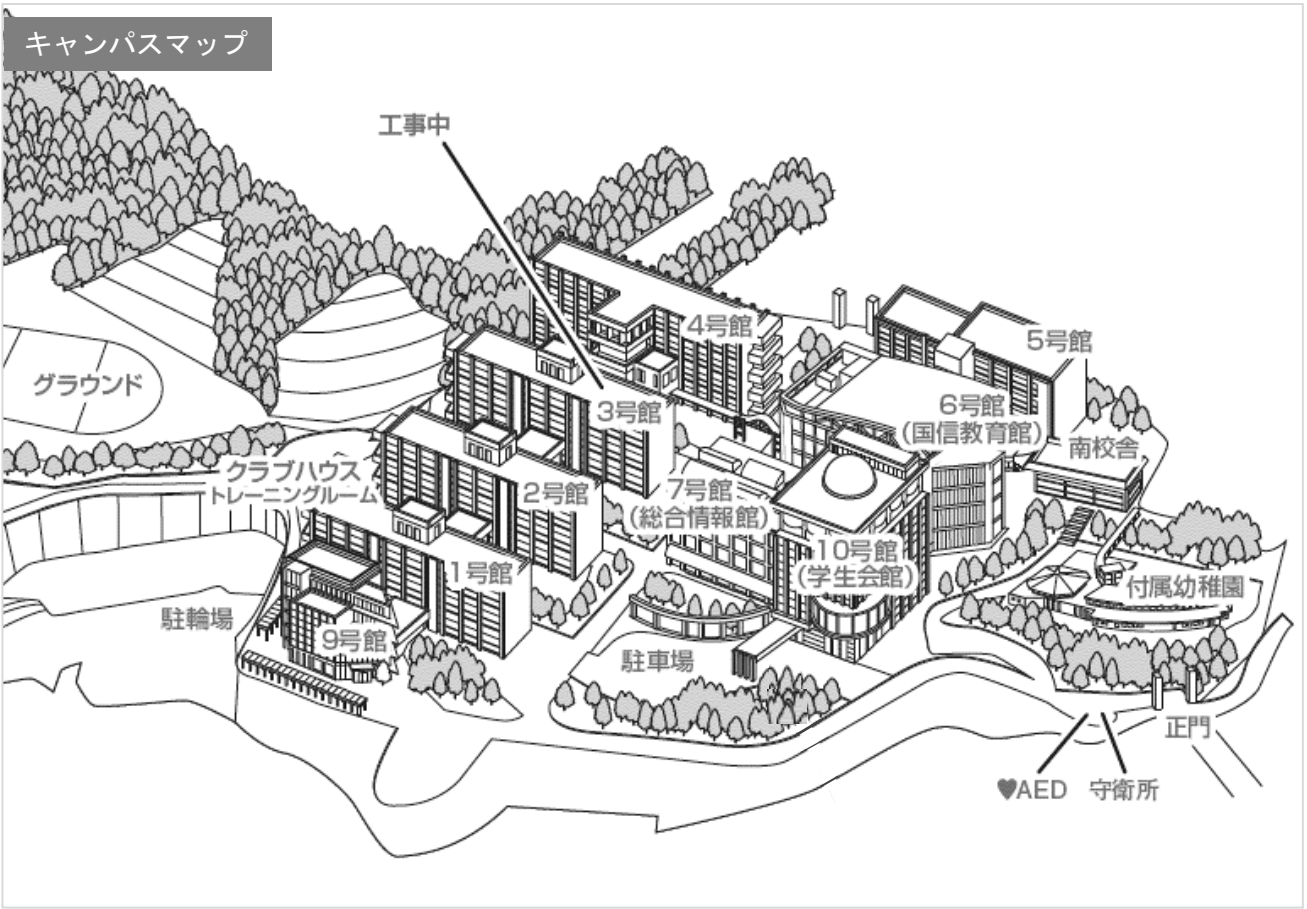 キャンパスマップ
工事中
4号館
5号館
グラウンド
3号館
6号館
(国信教育館)
南校舎
クラブハウス
トレーニングルーム
2号館
7号館
(総合情報館)
10号館
(学生会館)
1号館
付属幼稚園
駐輪場
9号館
駐車場
正門
♥AED
守衛所